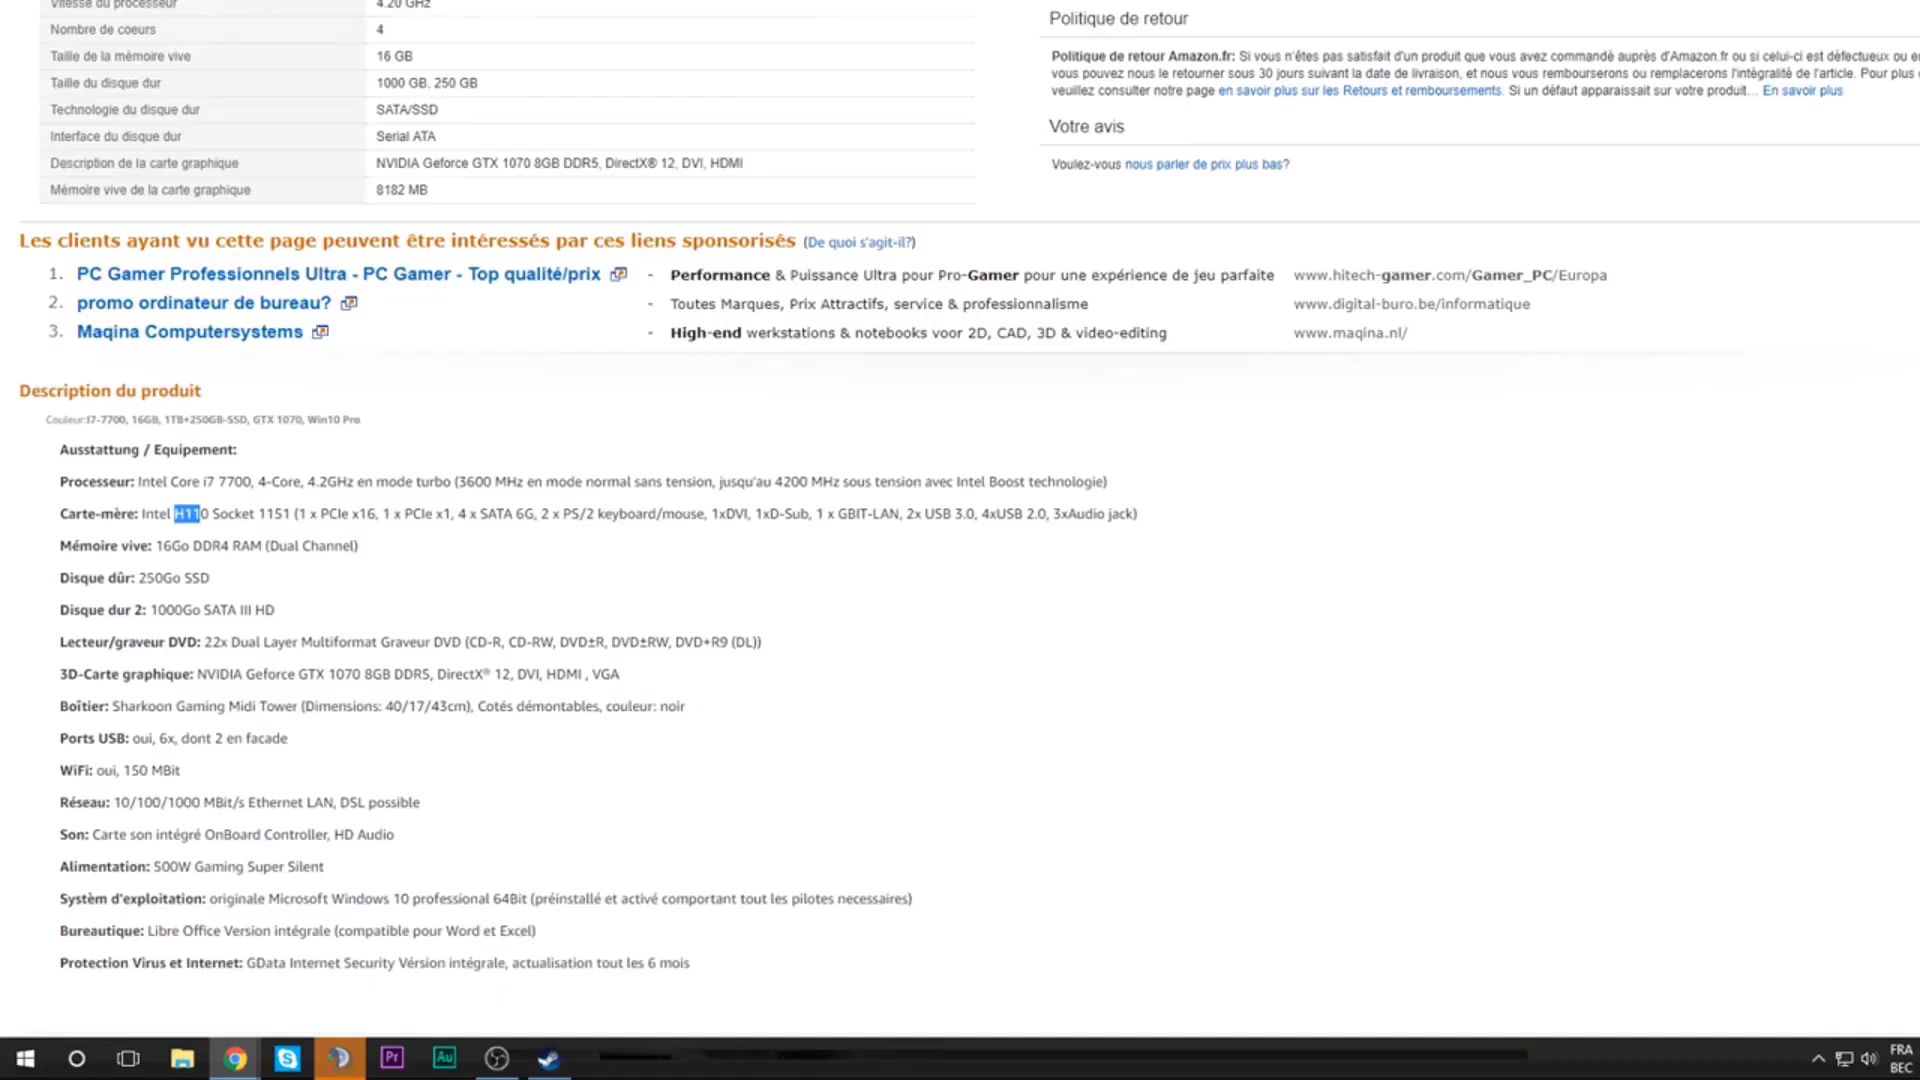 Vitesse du processeur 4.20 GHz
Nombre de coeurs 4
Taille de la mémoire vive 16 GB
Taille du disque dur 1000 GB, 250 GB
Technologie du disque dur SATA/SSD
Interface du disque dur Serial ATA
Description de la carte graphique NVIDIA Geforce GTX 1070 8GB DDR5, DirectX® 12, DVI, HDMI
Mémoire vive de la carte graphique 8182 MB
Politique de retour
Politique de retour Amazon.fr: Si vous n'êtes pas satisfait d'un produit que vous avez commandé auprès d'Amazon.fr ou si celui-ci est défectueux ou
vous pouvez nous le retourner sous 30 jours suivant la date de livraison, et nous vous rembourserons ou remplacerons l'intégralité de l'article. Pour plus
veuillez consulter notre page en savoir plus sur les Retours et remboursements. Si un défaut apparaissait sur votre produit... En savoir plus
Votre avis
Voulez-vous nous parler de prix plus bas?
Les clients ayant vu cette page peuvent être intéressés par ces liens sponsorisés (De quoi s'agit-il?)
1. PC Gamer Professionnels Ultra - PC Gamer - Top qualité/prix - Performance & Puissance Ultra pour Pro-Gamer pour une expérience de jeu parfaite www.hitech-gamer.com/Gamer_PC/Europa
2. promo ordinateur de bureau? - Toutes Marques, Prix Attractifs, service & professionnalisme www.digital-buro.be/informatique
3. Maqina Computersystems - High-end werkstations & notebooks voor 2D, CAD, 3D & video-editing www.maqina.nl/
Description du produit
Couleur:I7-7700, 16GB, 1TB+250GB-SSD, GTX 1070, Win10 Pro
Ausstattung / Equipement:
Processeur: Intel Core i7 7700, 4-Core, 4.2GHz en mode turbo (3600 MHz en mode normal sans tension, jusqu'au 4200 MHz sous tension avec Intel Boost technologie)
Carte-mère: Intel H110 Socket 1151 (1 x PCIe x16, 1 x PCIe x1, 4 x SATA 6G, 2 x PS/2 keyboard/mouse, 1xDVI, 1xD-Sub, 1 x GBIT-LAN, 2x USB 3.0, 4xUSB 2.0, 3xAudio jack)
Mémoire vive: 16Go DDR4 RAM (Dual Channel)
Disque dûr: 250Go SSD
Disque dur 2: 1000Go SATA III HD
Lecteur/graveur DVD: 22x Dual Layer Multiformat Graveur DVD (CD-R, CD-RW, DVD±R, DVD±RW, DVD+R9 (DL))
3D-Carte graphique: NVIDIA Geforce GTX 1070 8GB DDR5, DirectX® 12, DVI, HDMI , VGA
Boîtier: Sharkoon Gaming Midi Tower (Dimensions: 40/17/43cm), Cotés démontables, couleur: noir
Ports USB: oui, 6x, dont 2 en facade
WiFi: oui, 150 MBit
Réseau: 10/100/1000 MBit/s Ethernet LAN, DSL possible
Son: Carte son intégré OnBoard Controller, HD Audio
Alimentation: 500W Gaming Super Silent
Systèm d'exploitation: originale Microsoft Windows 10 professional 64Bit (préinstallé et activé comportant tout les pilotes necessaires)
Bureautique: Libre Office Version intégrale (compatible pour Word et Excel)
Protection Virus et Internet: GData Internet Security Vérsion intégrale, actualisation tout les 6 mois
Pr Au
FRA
BEC